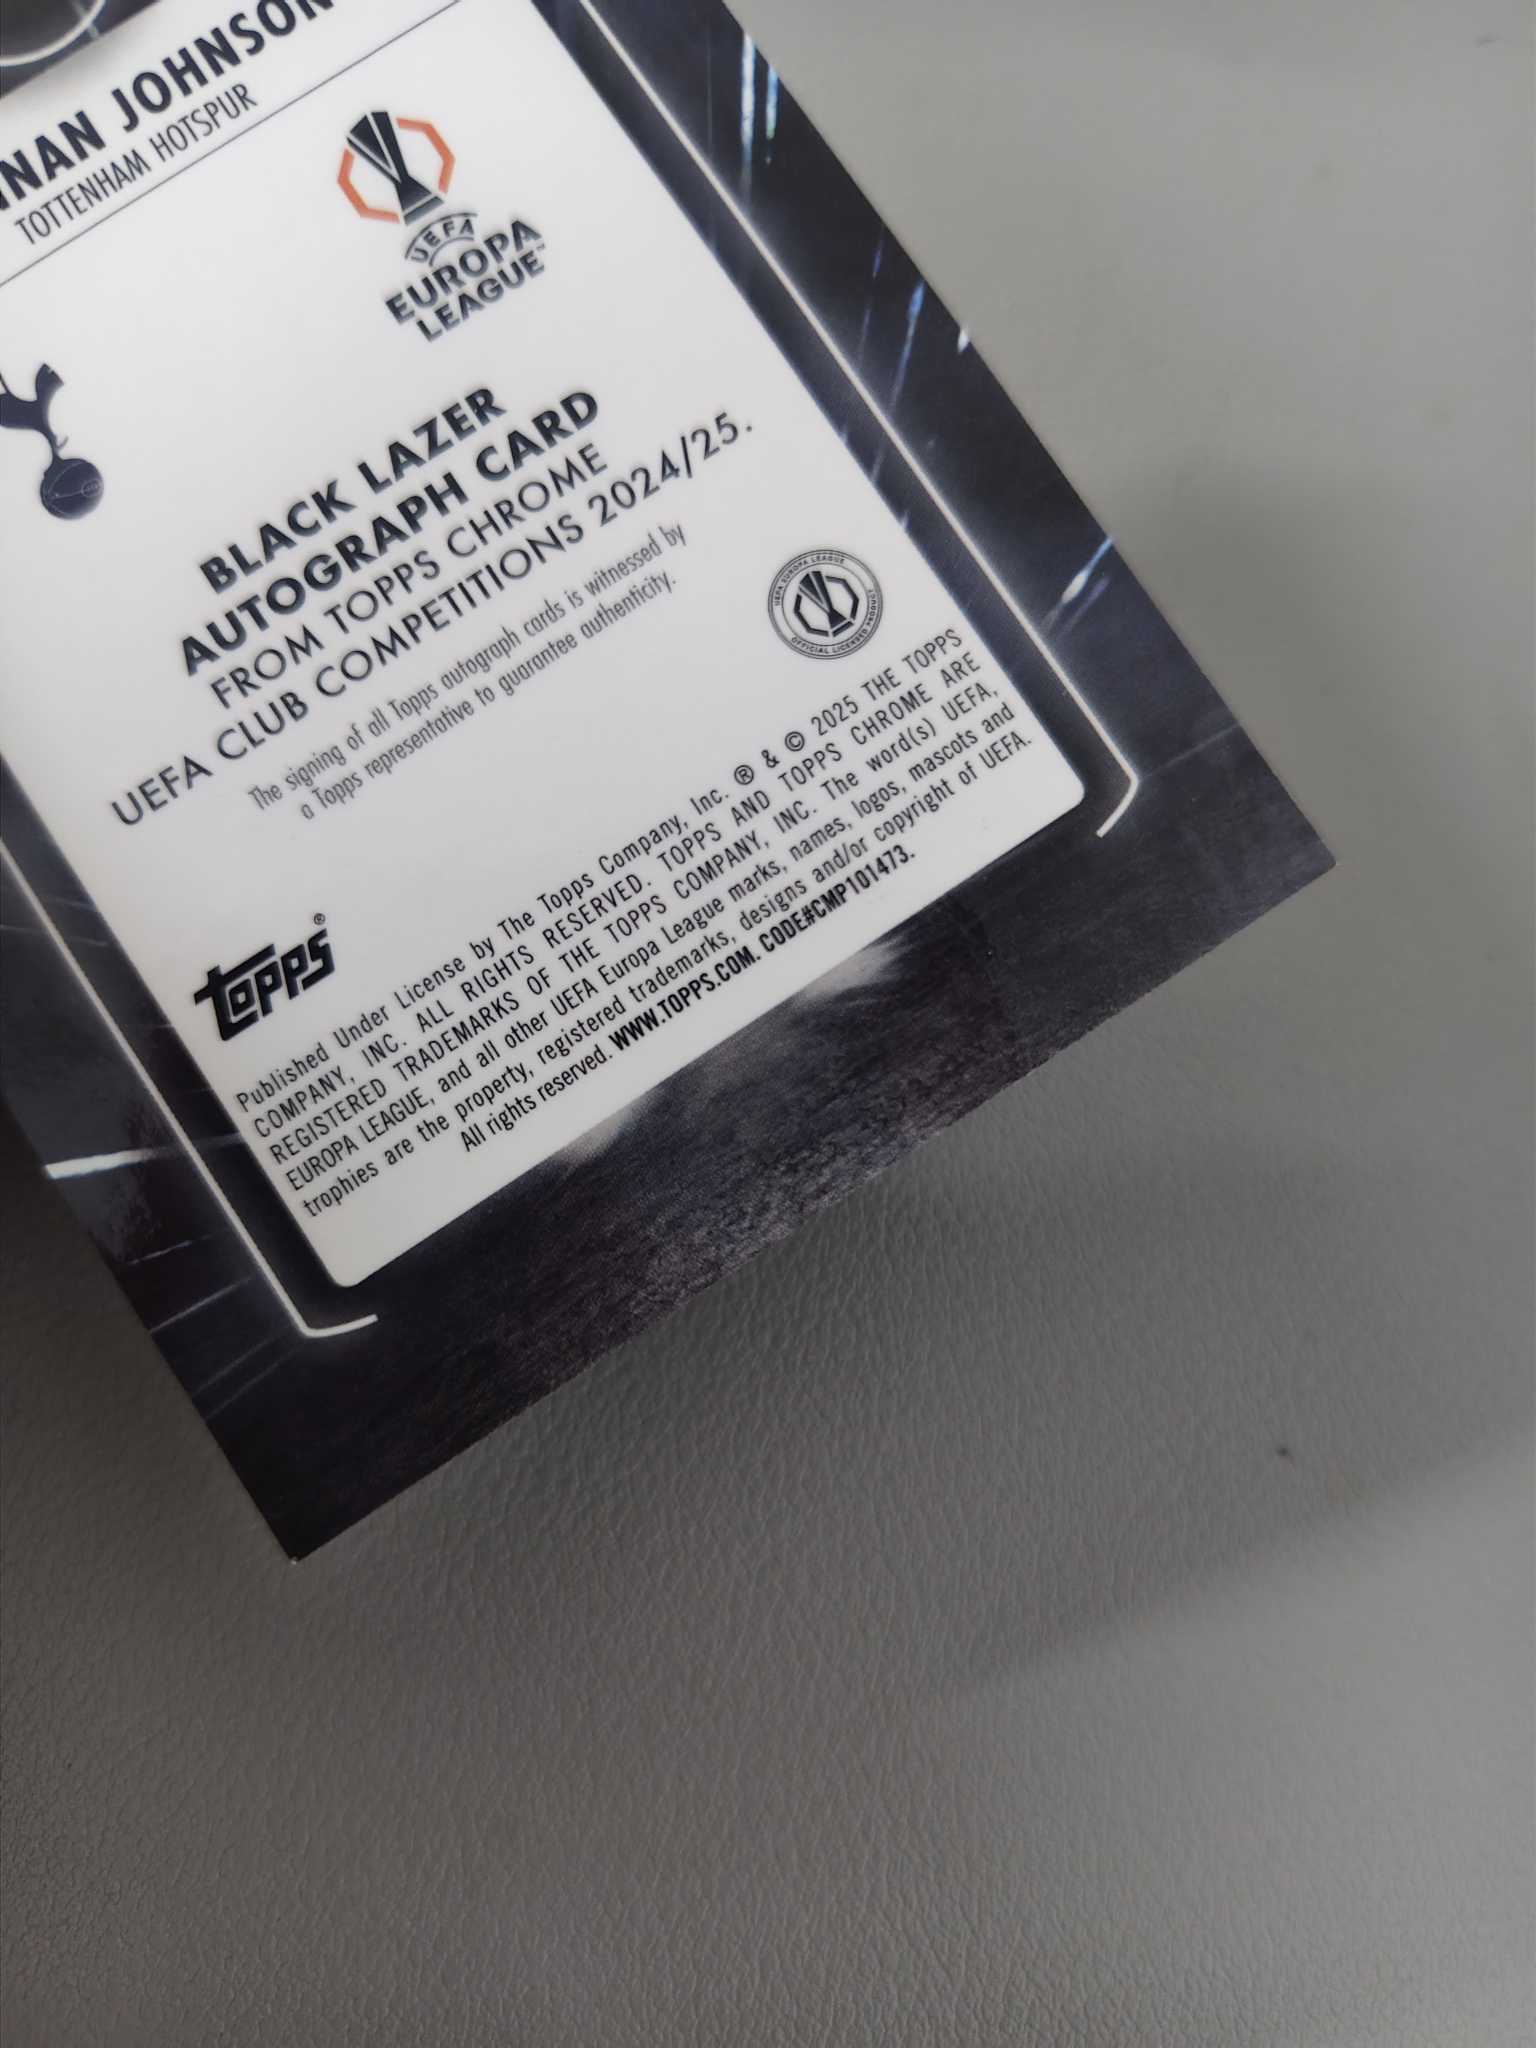 NNAN JOHNSON
TOTTENHAM HOTSPUR
UEFA
EUROPA
LEAGUE™
BLACK LAZER
AUTOGRAPH CARD
FROM TOPPS CHROME
UEFA CLUB COMPETITIONS 2024/25.
The signing of all Topps autograph cards is witnessed by
a Topps representative to guarantee authenticity.
UEFA EUROPA LEAGUE
OFFICIAL LICENSED PRODUCT
topps®
Published Under License by The Topps Company, Inc. ® & © 2025 THE TOPPS
COMPANY, INC. ALL RIGHTS RESERVED. TOPPS AND TOPPS CHROME ARE
REGISTERED TRADEMARKS OF THE TOPPS COMPANY, INC. The word(s) UEFA,
EUROPA LEAGUE, and all other UEFA Europa League marks, names, logos, mascots and
trophies are the property, registered trademarks, designs and/or copyright of UEFA.
All rights reserved. WWW.TOPPS.COM. CODE#CMP101473.